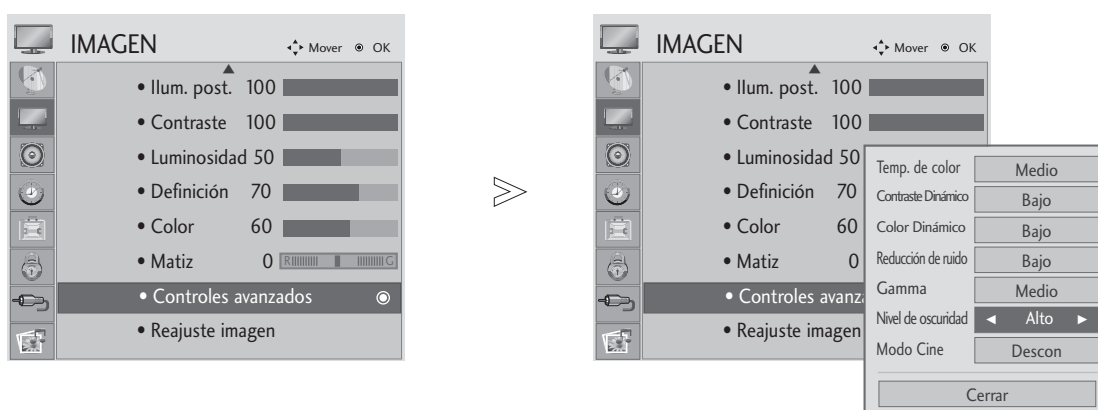 IMAGEN
Mover OK
• Ilum. post. 100
• Contraste 100
• Luminosidad 50
• Definición 70
• Color 60
• Matiz 0 R G
• Controles avanzados
• Reajuste imagen
IMAGEN
Mover OK
• Ilum. post. 100
• Contraste 100
• Luminosidad 50
• Definición 70
• Color 60
• Matiz 0
• Controles avanza
• Reajuste imagen
Temp. de color Medio
Contraste Dinámico Bajo
Color Dinámico Bajo
Reducción de ruido Bajo
Gamma Medio
Nivel de oscuridad ◄ Alto ►
Modo Cine Descon
Cerrar